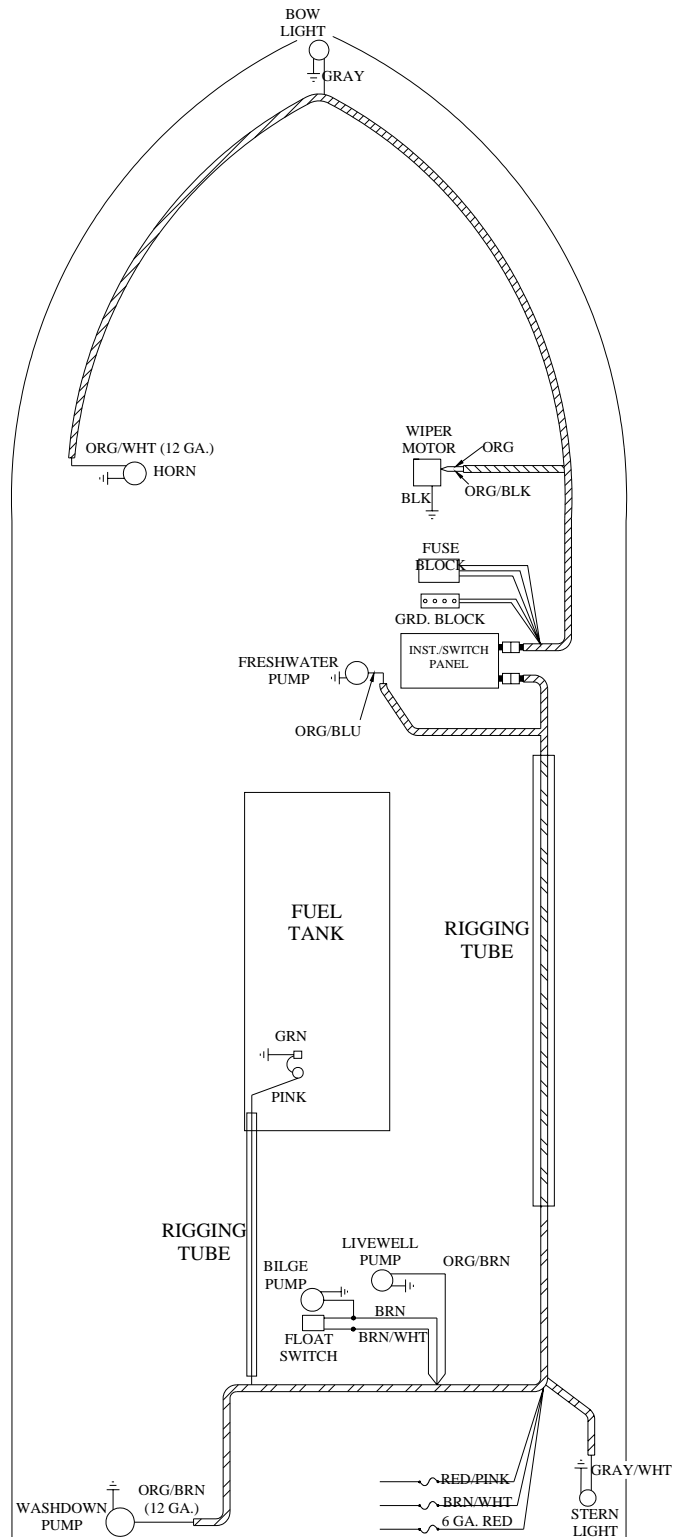 BOW
LIGHT
GRAY
ORG/WHT (12 GA.)
HORN
WIPER
MOTOR
ORG
ORG/BLK
BLK
FUSE
BLOCK
GRD. BLOCK
INST./SWITCH
PANEL
FRESHWATER
PUMP
ORG/BLU
FUEL
TANK
RIGGING
TUBE
GRN
PINK
RIGGING
TUBE
LIVEWELL
PUMP
ORG/BRN
BILGE
PUMP
BRN
FLOAT
SWITCH
BRN/WHT
ORG/BRN
(12 GA.)
WASHDOWN
PUMP
RED/PINK
BRN/WHT
6 GA. RED
GRAY/WHT
STERN
LIGHT